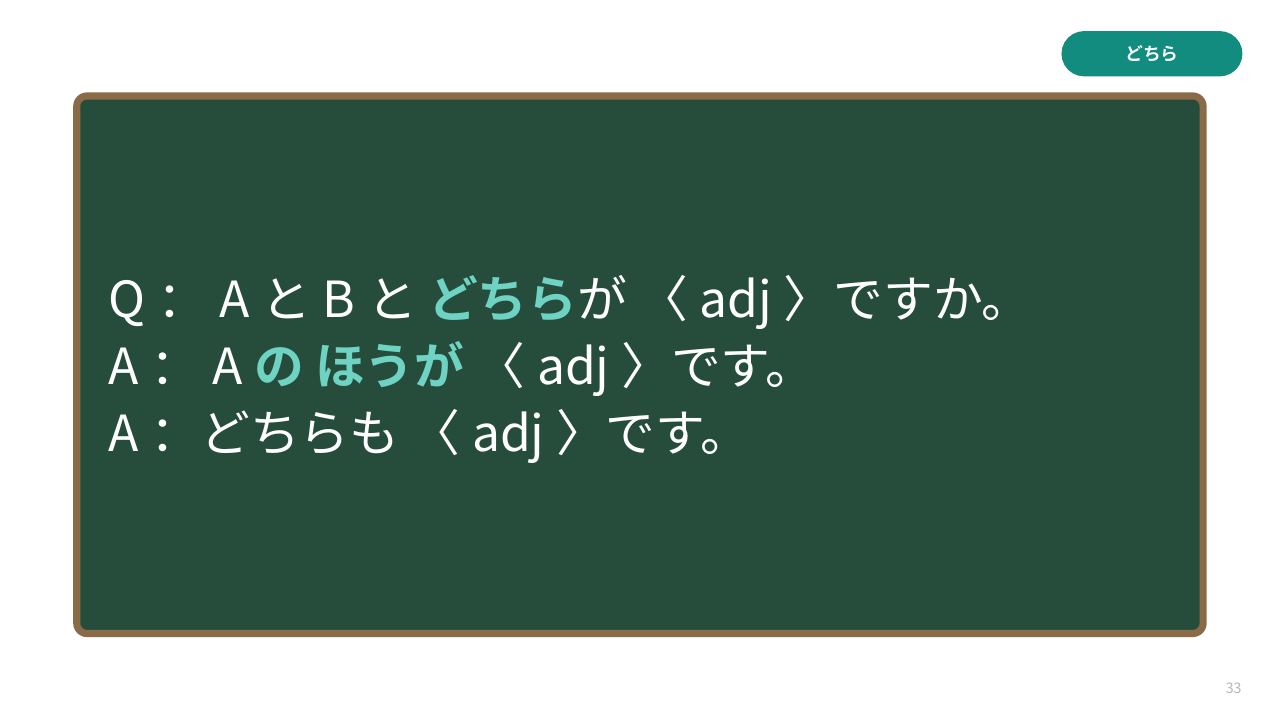 どちら
Q： A と B と どちらが 〈 adj 〉ですか。
A： A の ほうが 〈 adj 〉です。
A：どちらも 〈 adj 〉です。
33